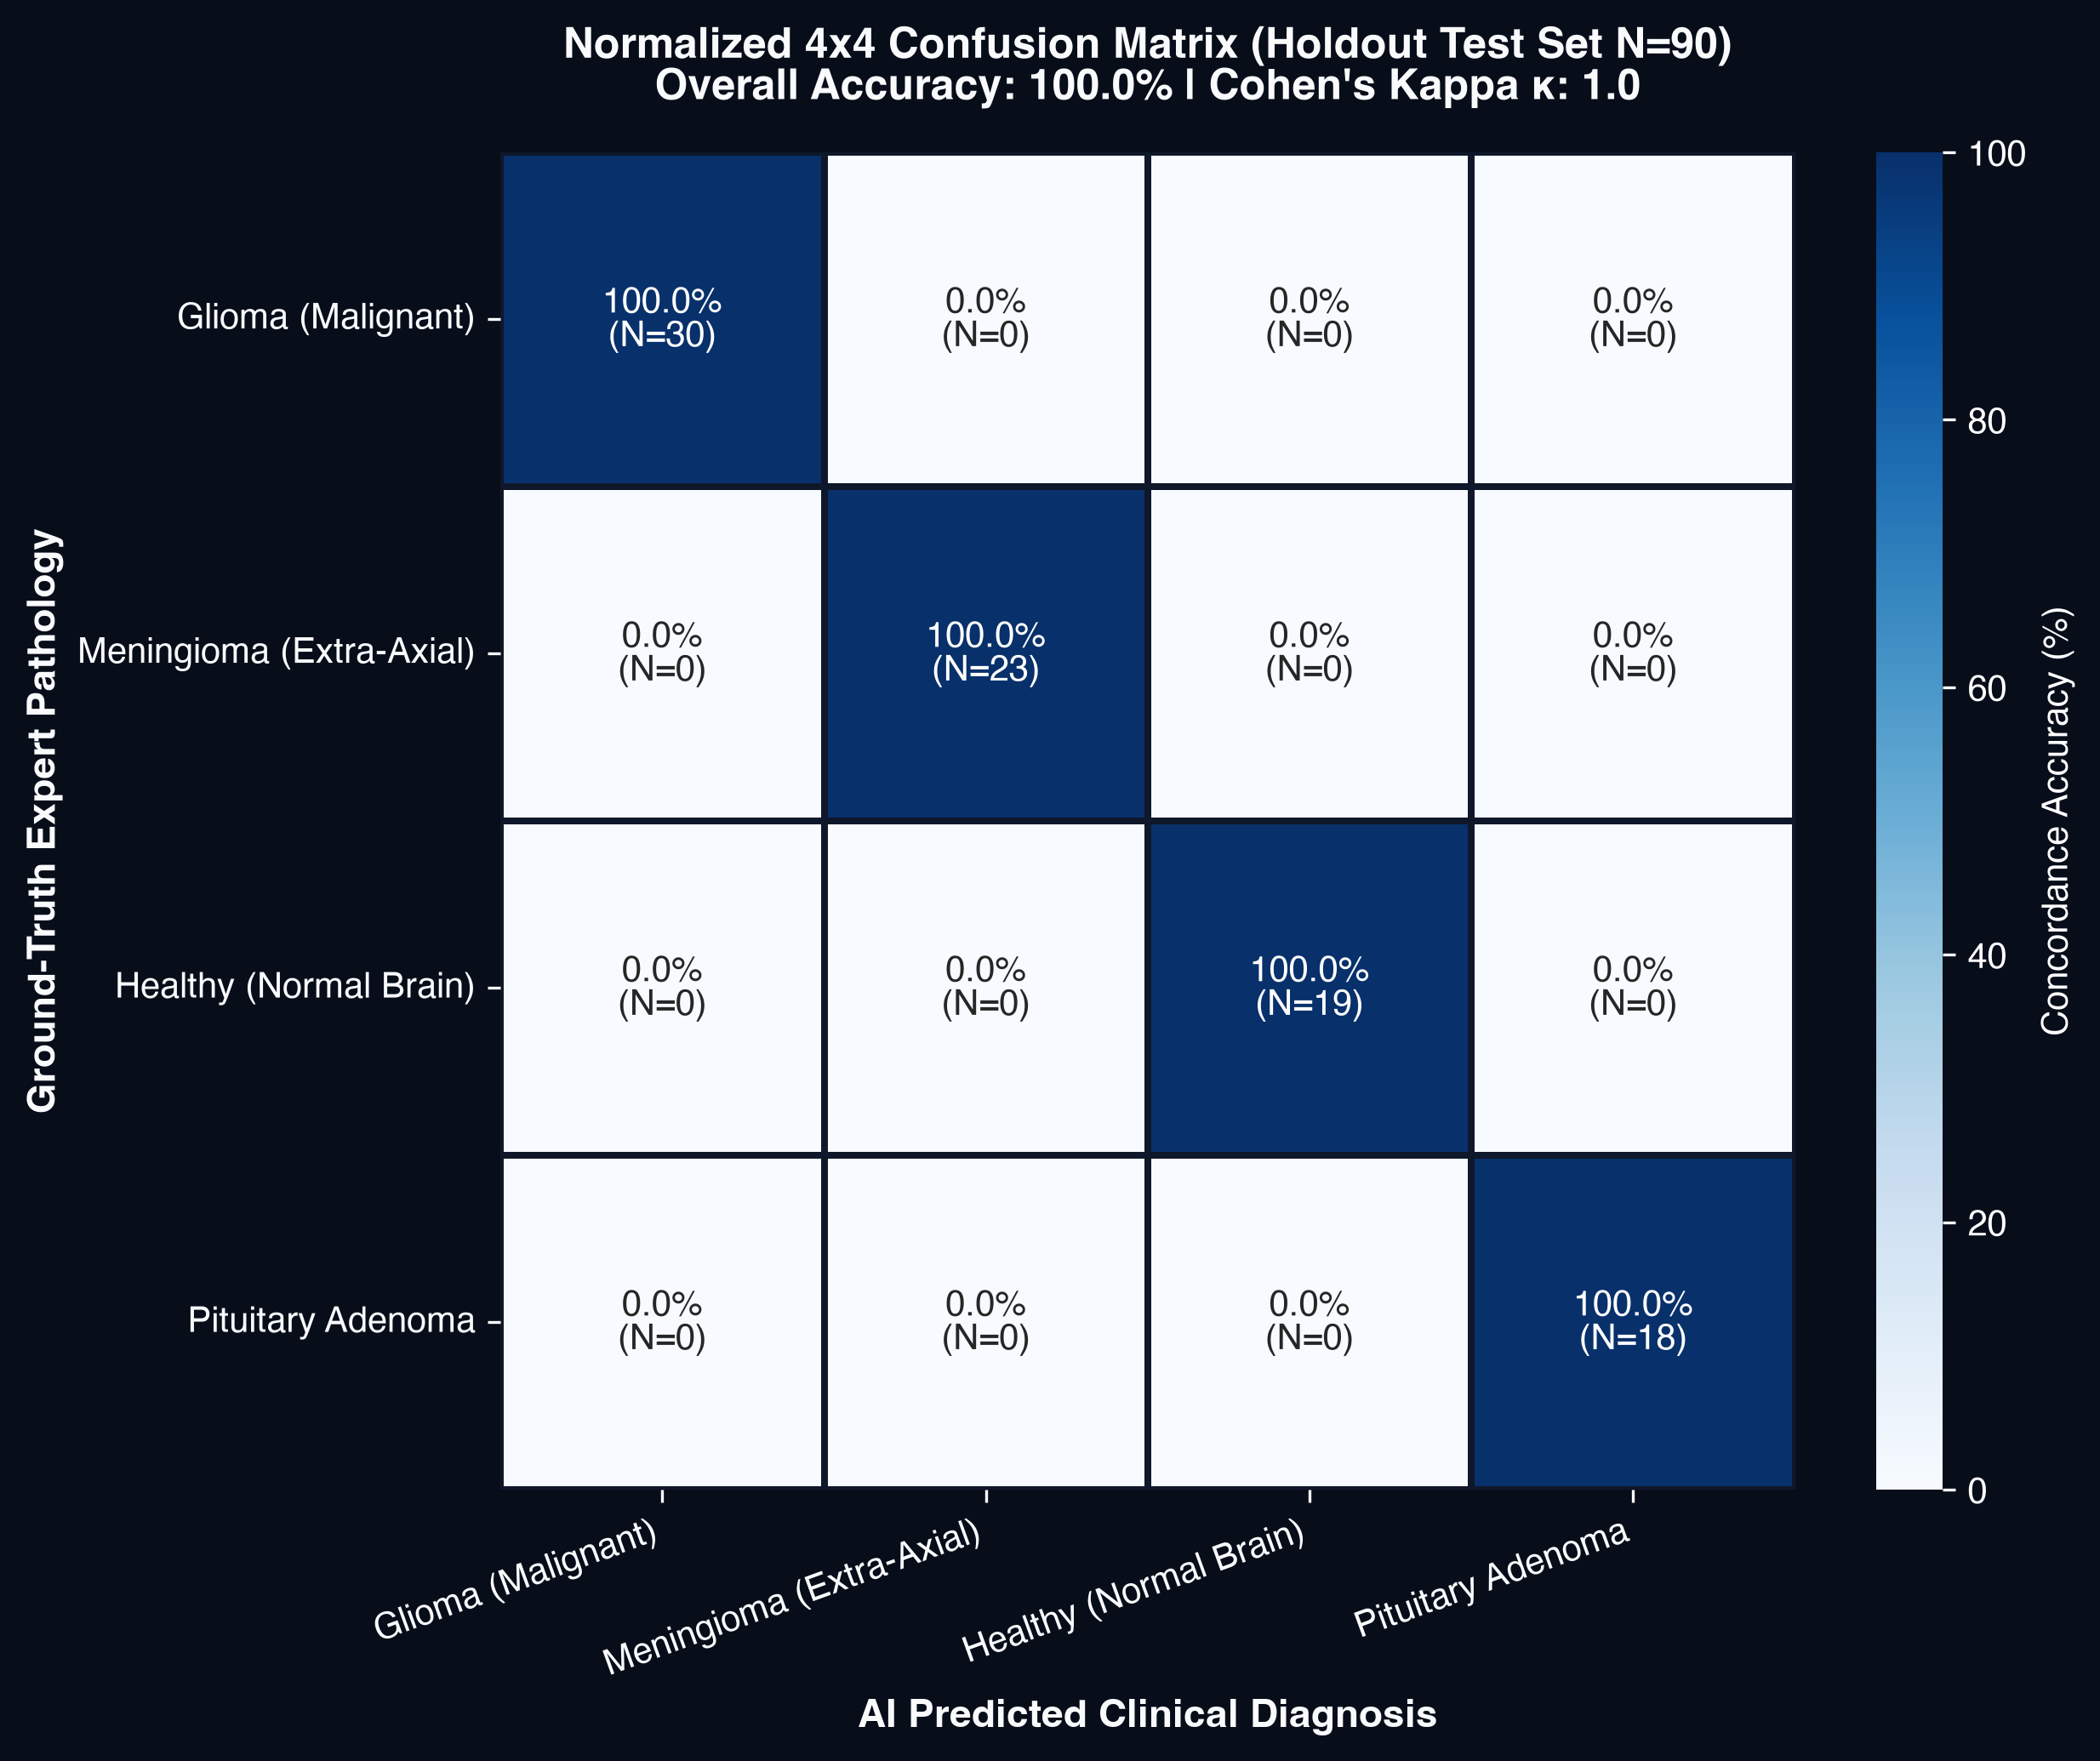 Normalized 4x4 Confusion Matrix (Holdout Test Set N=90)
Overall Accuracy: 100.0% | Cohen's Kappa κ: 1.0
Ground-Truth Expert Pathology
Glioma (Malignant)
100.0%
(N=30)
0.0%
(N=0)
0.0%
(N=0)
0.0%
(N=0)
Meningioma (Extra-Axial)
0.0%
(N=0)
100.0%
(N=23)
0.0%
(N=0)
0.0%
(N=0)
Healthy (Normal Brain)
0.0%
(N=0)
0.0%
(N=0)
100.0%
(N=19)
0.0%
(N=0)
Pituitary Adenoma
0.0%
(N=0)
0.0%
(N=0)
0.0%
(N=0)
100.0%
(N=18)
Glioma (Malignant)
Meningioma (Extra-Axial)
Healthy (Normal Brain)
Pituitary Adenoma
AI Predicted Clinical Diagnosis
100
80
60
40
20
0
Concordance Accuracy (%)